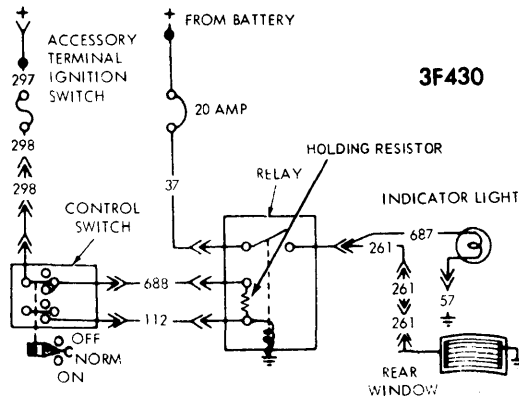 +
+
FROM BATTERY
ACCESSORY
TERMINAL
IGNITION
SWITCH
297
3F430
20 AMP
298
HOLDING RESISTOR
298
37
RELAY
INDICATOR LIGHT
CONTROL
SWITCH
687
261
688
261
57
112
261
OFF
NORM
ON
REAR
WINDOW